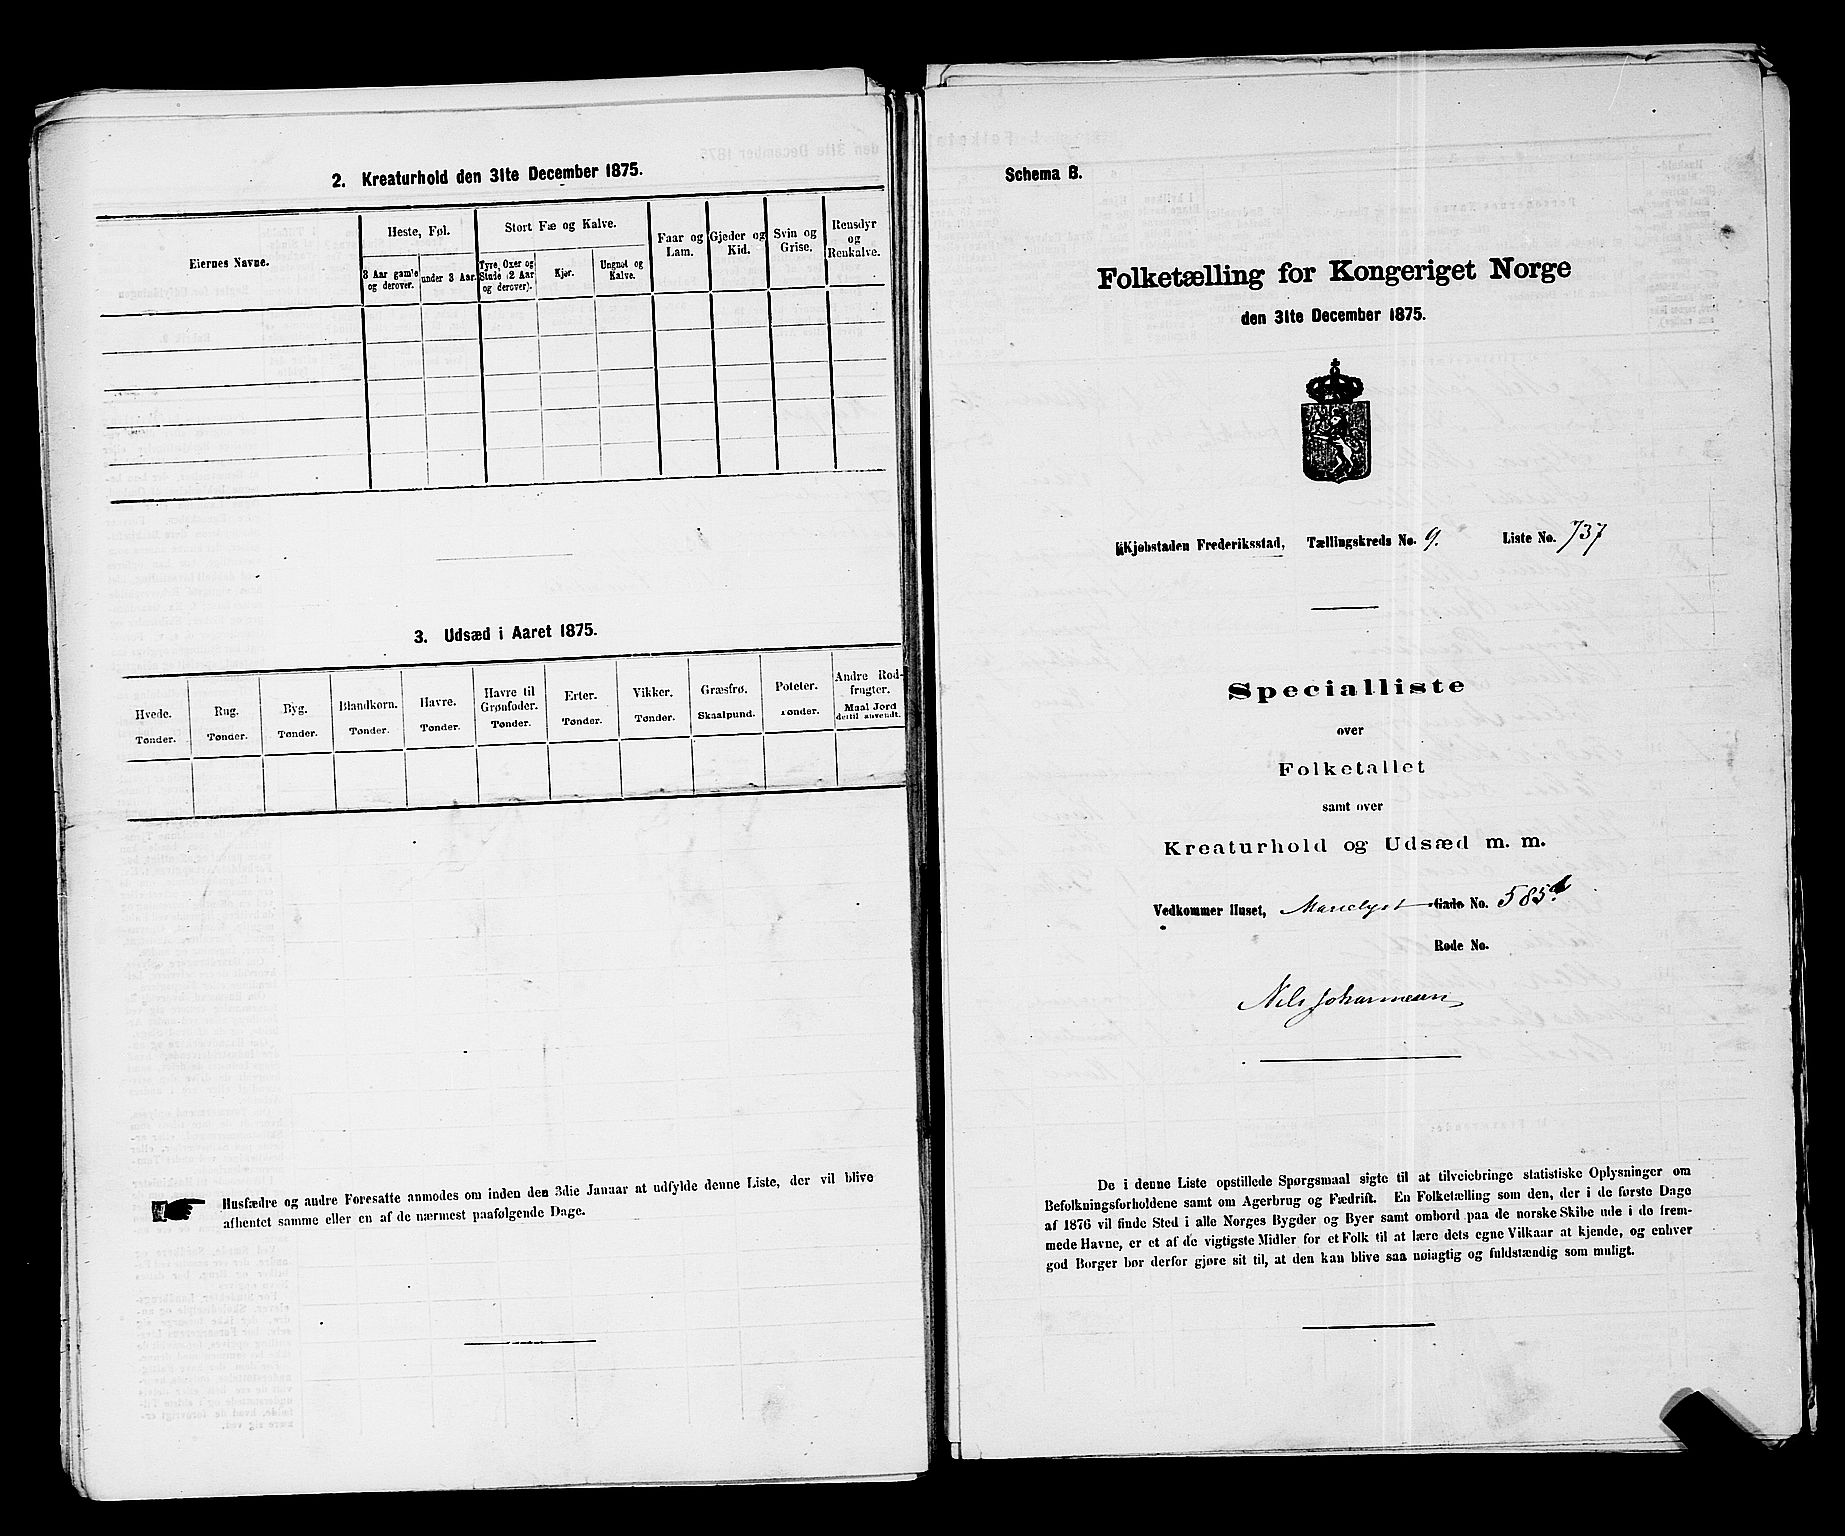 2. Kreaturhold den 31te December 1875.
Eiernes Navne.
Heste, Føl.
3 Aar gamle og derover.
under 3 Aar.
Stort Fæ og Kalve.
Tyre, Oxer og Stude (2 Aar og derover).
Kjør.
Ungnøt og Kalve.
Faar og Lam.
Gjeder og Kid.
Svin og Grise.
Rensdyr og Renkalve.
3. Udsæd i Aaret 1875.
Hvede. Tønder.
Rug. Tønder.
Byg. Tønder.
Blandkorn. Tønder.
Havre. Tønder.
Havre til Grønfoder. Tønder.
Erter. Tønder.
Vikker. Tønder.
Græsfrø. Skaalpund.
Poteter. Tønder.
Andre Rodfrugter. Maal Jord dertil anvendt.
Husfædre og andre Foresatte anmodes om inden den 3die Januar at udfylde denne Liste, der vil blive
afhentet samme eller en af de nærmest paafølgende Dage.
Schema B.
Folketælling for Kongeriget Norge
den 31te December 1875.
Kjøbstaden Frederiksstad, Tællingskreds No. 9. Liste No. 737
Specialliste
over
Folketallet
samt over
Kreaturhold og Udsæd m. m.
Vedkommer Huset, Marielyst Gade No. 585d
Rode No.
Nils Johannesen
De i denne Liste opstillede Spørgsmaal sigte til at tilveiebringe statistiske Oplysninger om
Befolkningsforholdene samt om Agerbrug og Fædrift. En Folketælling som den, der i de første Dage
af 1876 vil finde Sted i alle Norges Bygder og Byer samt ombord paa de norske Skibe ude i de frem-
mede Havne, er et af de vigtigste Midler for et Folk til at lære dets egne Vilkaar at kjende, og enhver
god Borger bør derfor gjøre sit til, at den kan blive saa nøiagtig og fuldstændig som muligt.